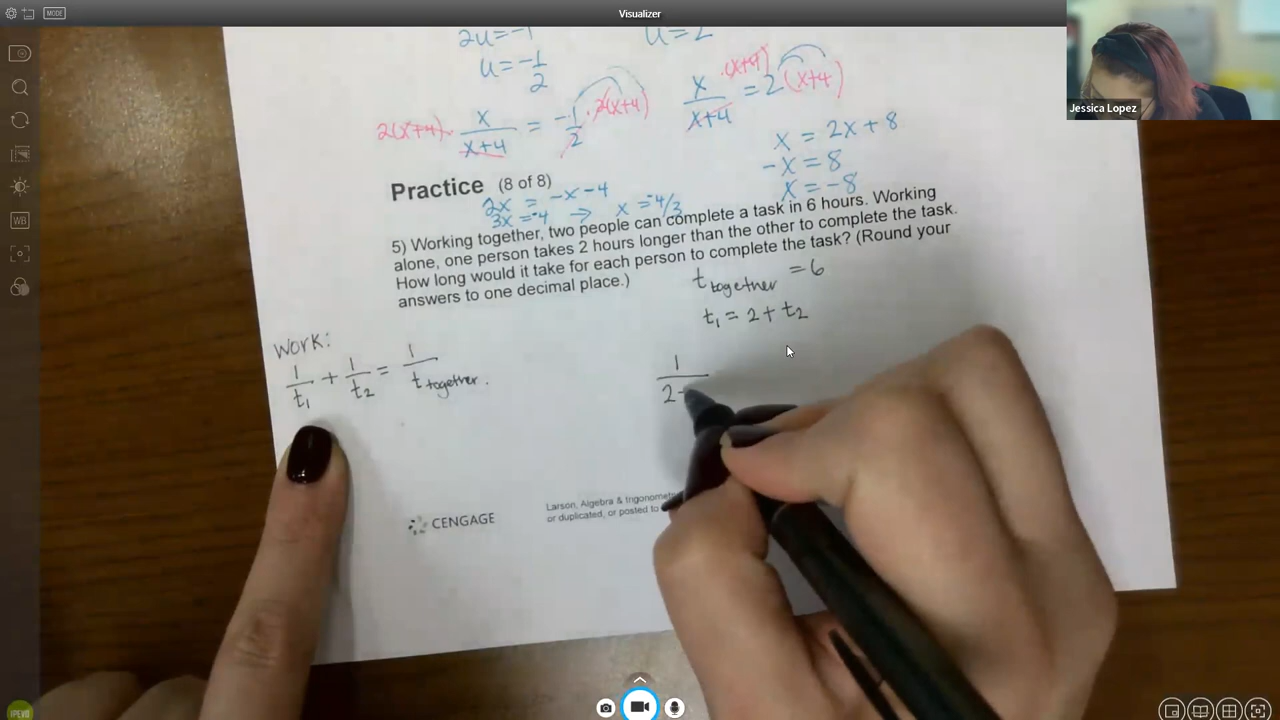 MODE
Visualizer
Jessica Lopez
WB
2u=-1
u=2
u=-1/2
2(x+4)· x/(x+4) = -1/2 · 2(x+4)
x/(x+4) ·(x+4) = 2 (x+4)
x = 2x + 8
-x = 8
x = -8
Practice (8 of 8)
2x = -x - 4
3x = -4 → x = -4/3
5) Working together, two people can complete a task in 6 hours. Working
alone, one person takes 2 hours longer than the other to complete the task.
How long would it take for each person to complete the task? (Round your
answers to one decimal place.)
t together = 6
t₁ = 2 + t₂
Work:
1/t₁ + 1/t₂ = 1/t together.
1/2
CENGAGE
Larson, Algebra & trigonomet
or duplicated, or posted to
IPEVO